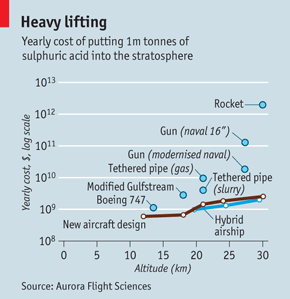 Heavy lifting
Yearly cost of putting 1m tonnes of
sulphuric acid into the stratosphere
Yearly cost, $, log scale
10¹³
10¹²
10¹¹
10¹⁰
10⁹
10⁸
Rocket
Gun (naval 16”)
Gun (modernised naval)
Tethered pipe
(gas)
Tethered pipe
(slurry)
Modified Gulfstream
Boeing 747
New aircraft design
Hybrid
airship
0 5 10 15 20 25 30
Altitude (km)
Source: Aurora Flight Sciences